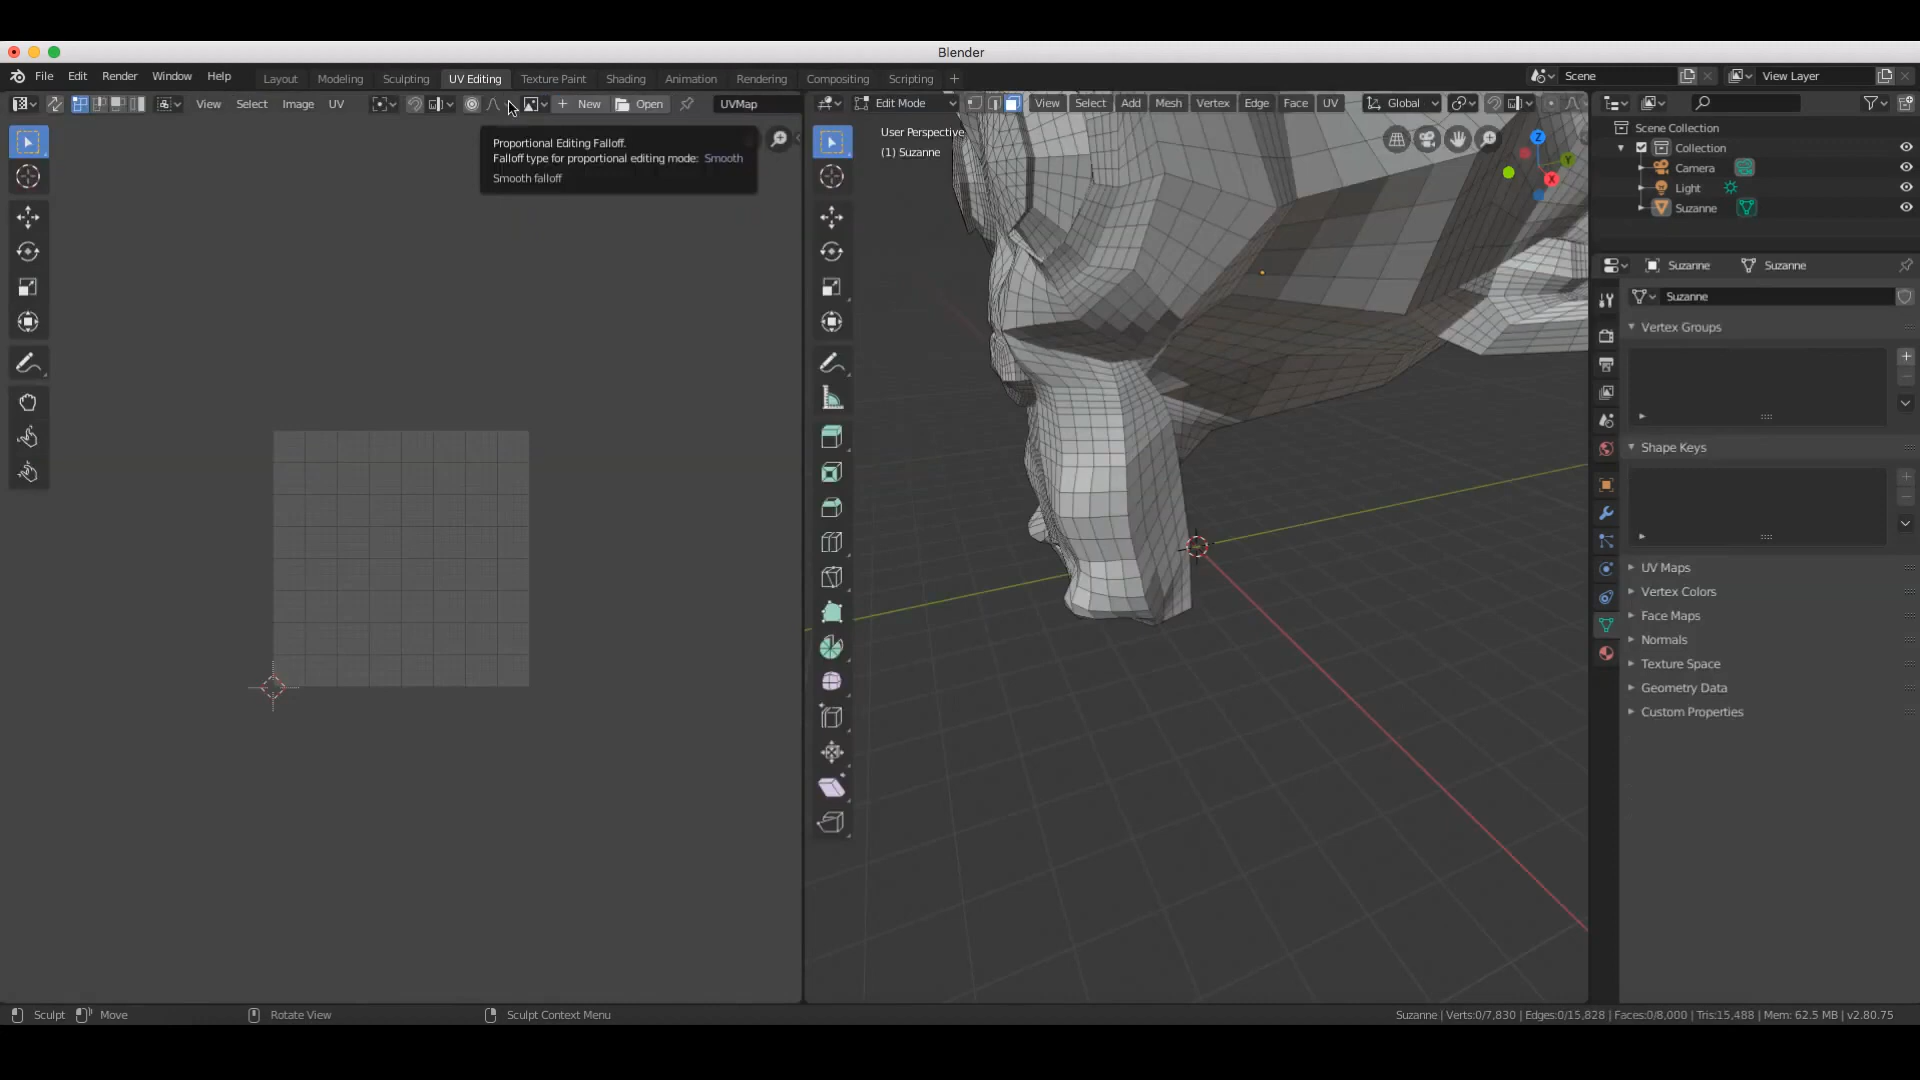 Blender
File Edit Render Window Help
Layout Modeling Sculpting UV Editing Texture Paint Shading Animation Rendering Compositing Scripting
Scene
View Layer
View Select Image UV
New Open
UVMap
Edit Mode
View Select Add Mesh Vertex Edge Face UV
Global
Proportional Editing Falloff.
Falloff type for proportional editing mode: Smooth
Smooth falloff
User Perspective
(1) Suzanne
Z
Y
X
Scene Collection
Collection
Camera
Light
Suzanne
Suzanne Suzanne
Suzanne
Vertex Groups
Shape Keys
UV Maps
Vertex Colors
Face Maps
Normals
Texture Space
Geometry Data
Custom Properties
Sculpt Move Rotate View Sculpt Context Menu
Suzanne | Verts:0/7,830 | Edges:0/15,828 | Faces:0/8,000 | Tris:15,488 | Mem: 62.5 MB | v2.80.75